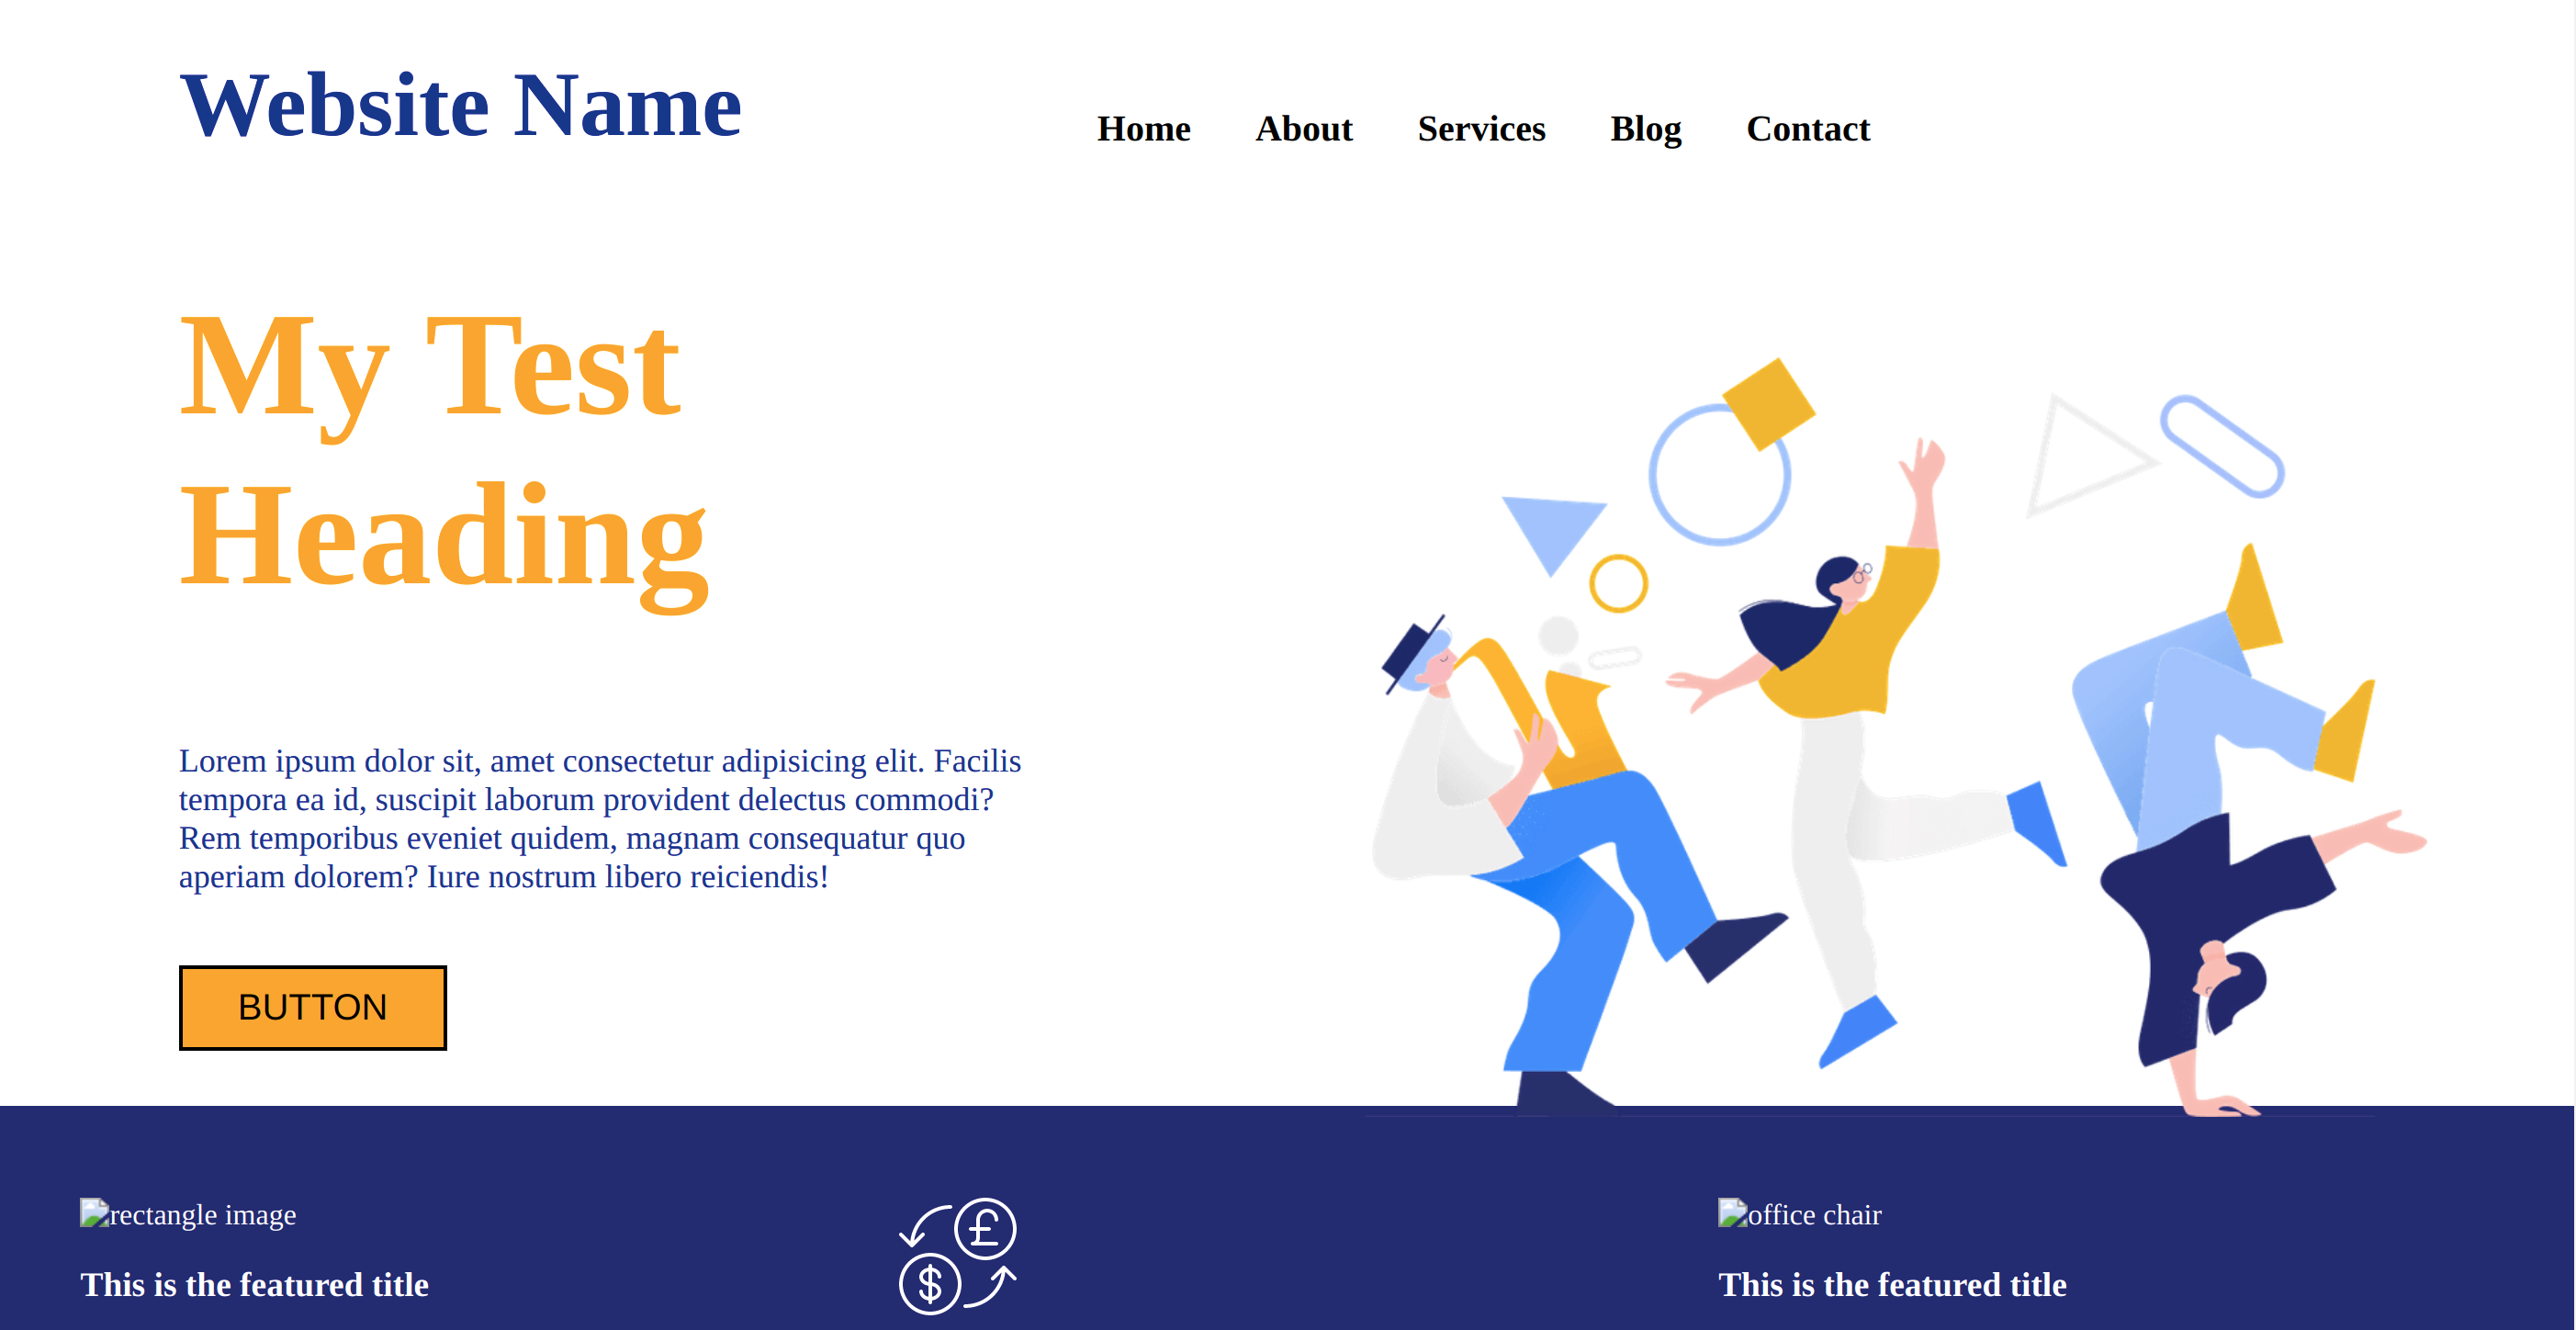 Website Name
Home About Services Blog Contact
My Test
Heading
Lorem ipsum dolor sit, amet consectetur adipisicing elit. Facilis
tempora ea id, suscipit laborum provident delectus commodi?
Rem temporibus eveniet quidem, magnam consequatur quo
aperiam dolorem? Iure nostrum libero reiciendis!
BUTTON
rectangle image
This is the featured title
£
$
office chair
This is the featured title